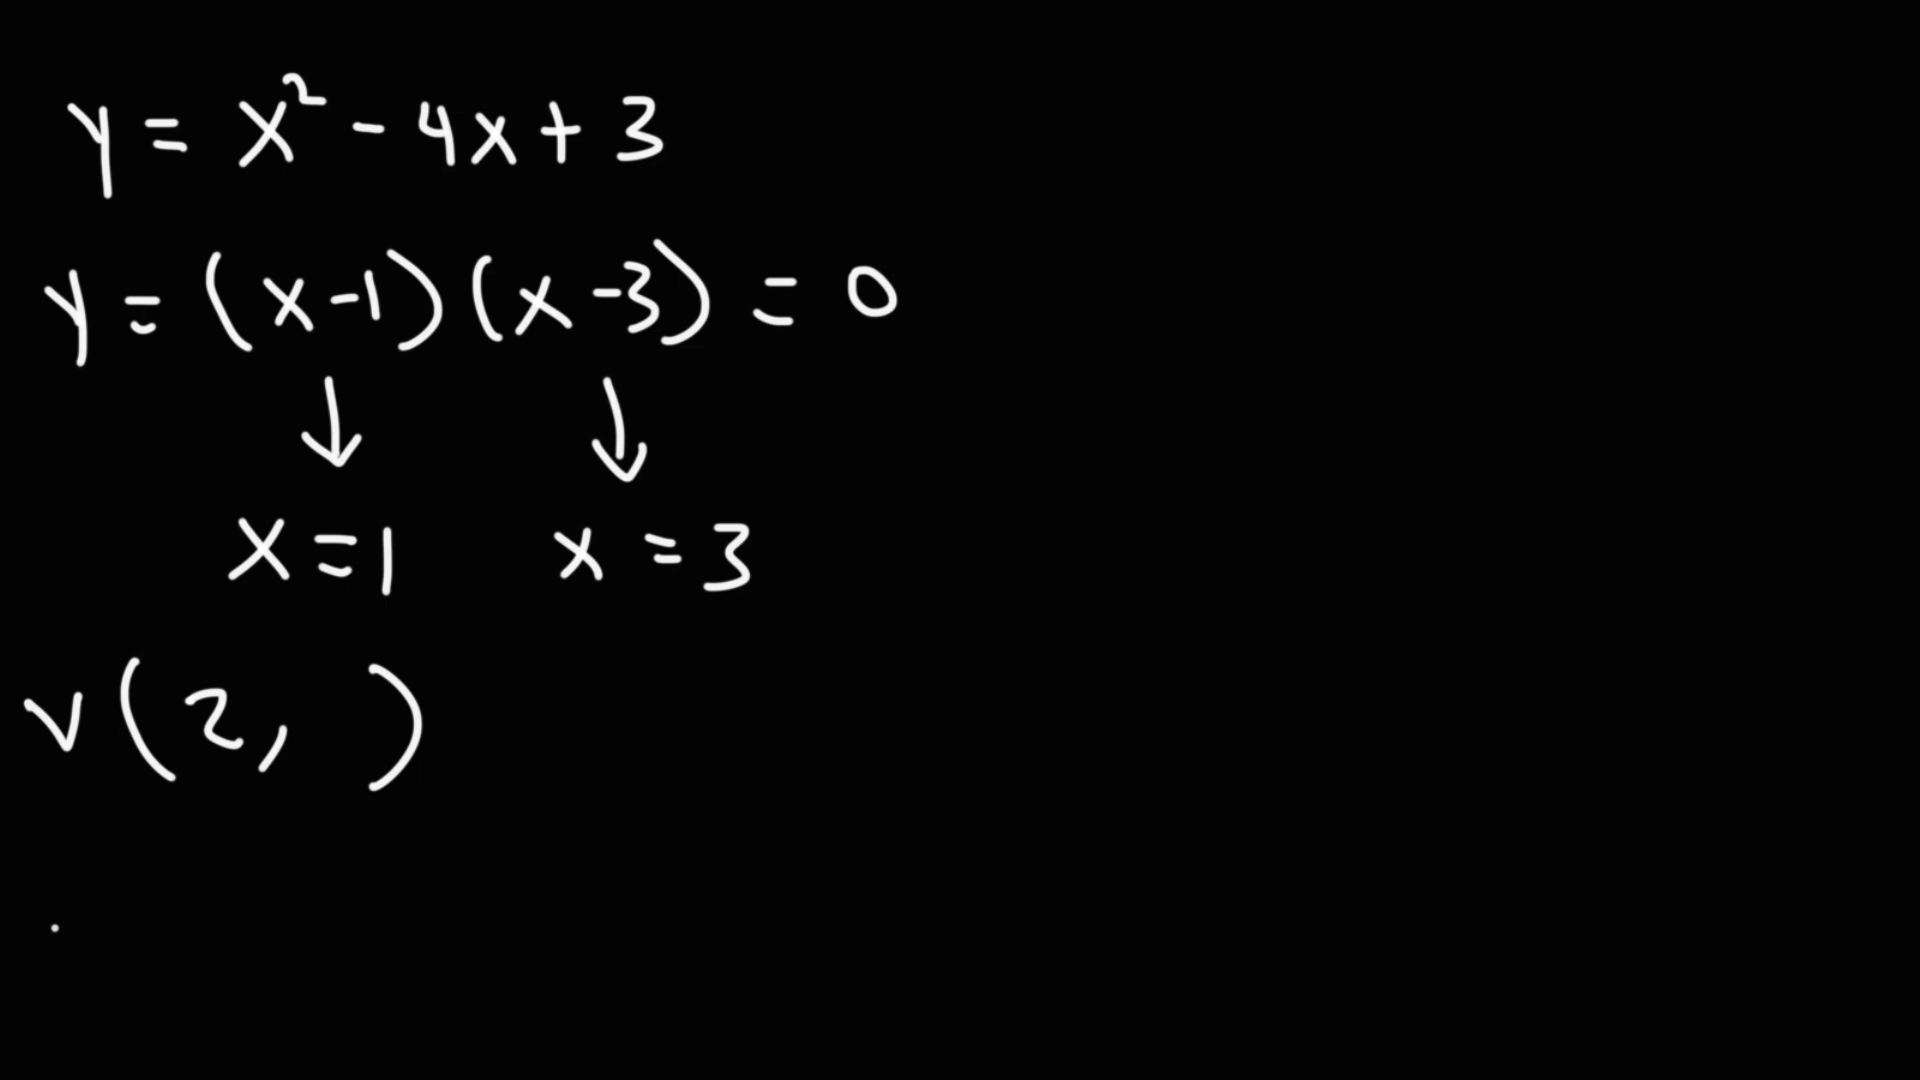 y = x² - 4x + 3
y = (x-1)(x-3) = 0
x = 1 x = 3
v(2, )